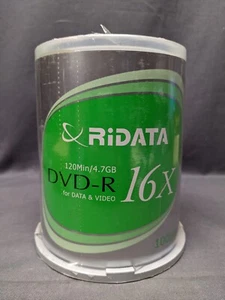 RiDATA
120Min/4.7GB
DVD-R 16X
for DATA & VIDEO